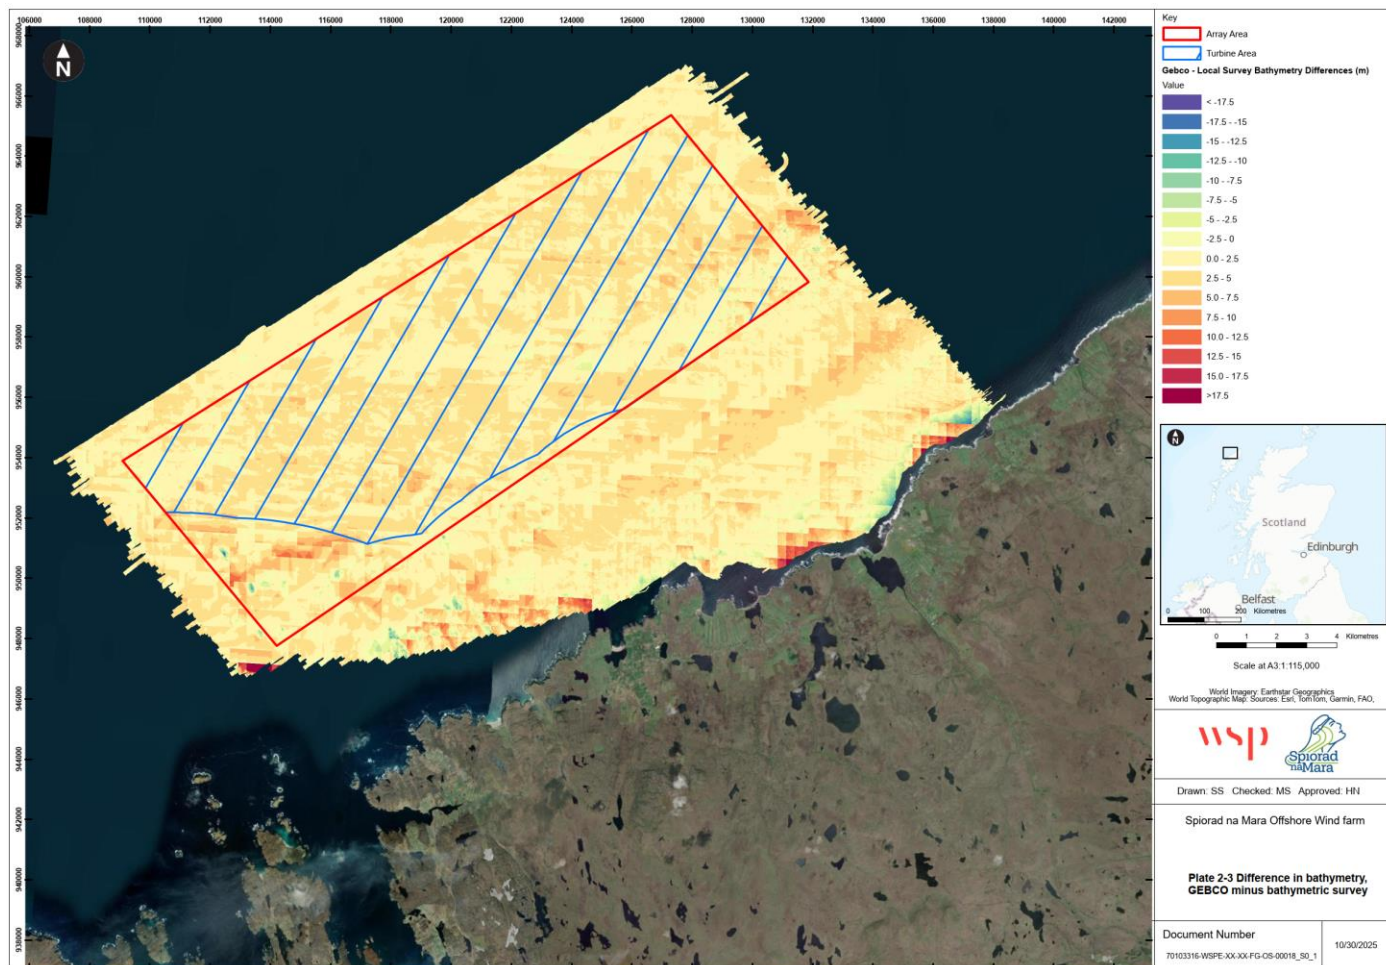 106000 108000 110000 112000 114000 116000 118000 120000 122000 124000 126000 128000 130000 132000 134000 136000 138000 140000 142000
968000
966000
964000
962000
960000
958000
956000
954000
952000
950000
948000
946000
944000
942000
940000
938000
N
Key
Array Area
Turbine Area
Gebco - Local Survey Bathymetry Differences (m)
Value
< -17.5
-17.5 - -15
-15 - -12.5
-12.5 - -10
-10 - -7.5
-7.5 - -5
-5 - -2.5
-2.5 - 0
0.0 - 2.5
2.5 - 5
5.0 - 7.5
7.5 - 10
10.0 - 12.5
12.5 - 15
15.0 - 17.5
>17.5
N
Scotland
Edinburgh
Belfast
0 100 200 Kilometres
0 1 2 3 4 Kilometres
Scale at A3:1:115,000
World Imagery: Earthstar Geographics
World Topographic Map: Sources: Esri, TomTom, Garmin, FAO,
wsp
Spiorad
na Mara
Drawn: SS Checked: MS Approved: HN
Spiorad na Mara Offshore Wind farm
Plate 2-3 Difference in bathymetry,
GEBCO minus bathymetric survey
Document Number
70103316-WSPE-XX-XX-FG-OS-00018_S0_1
10/30/2025